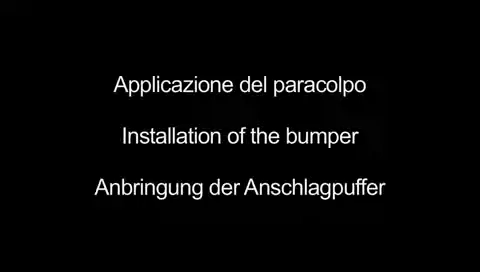 Applicazione del paracolpo
Installation of the bumper
Anbringung der Anschlagpuffer